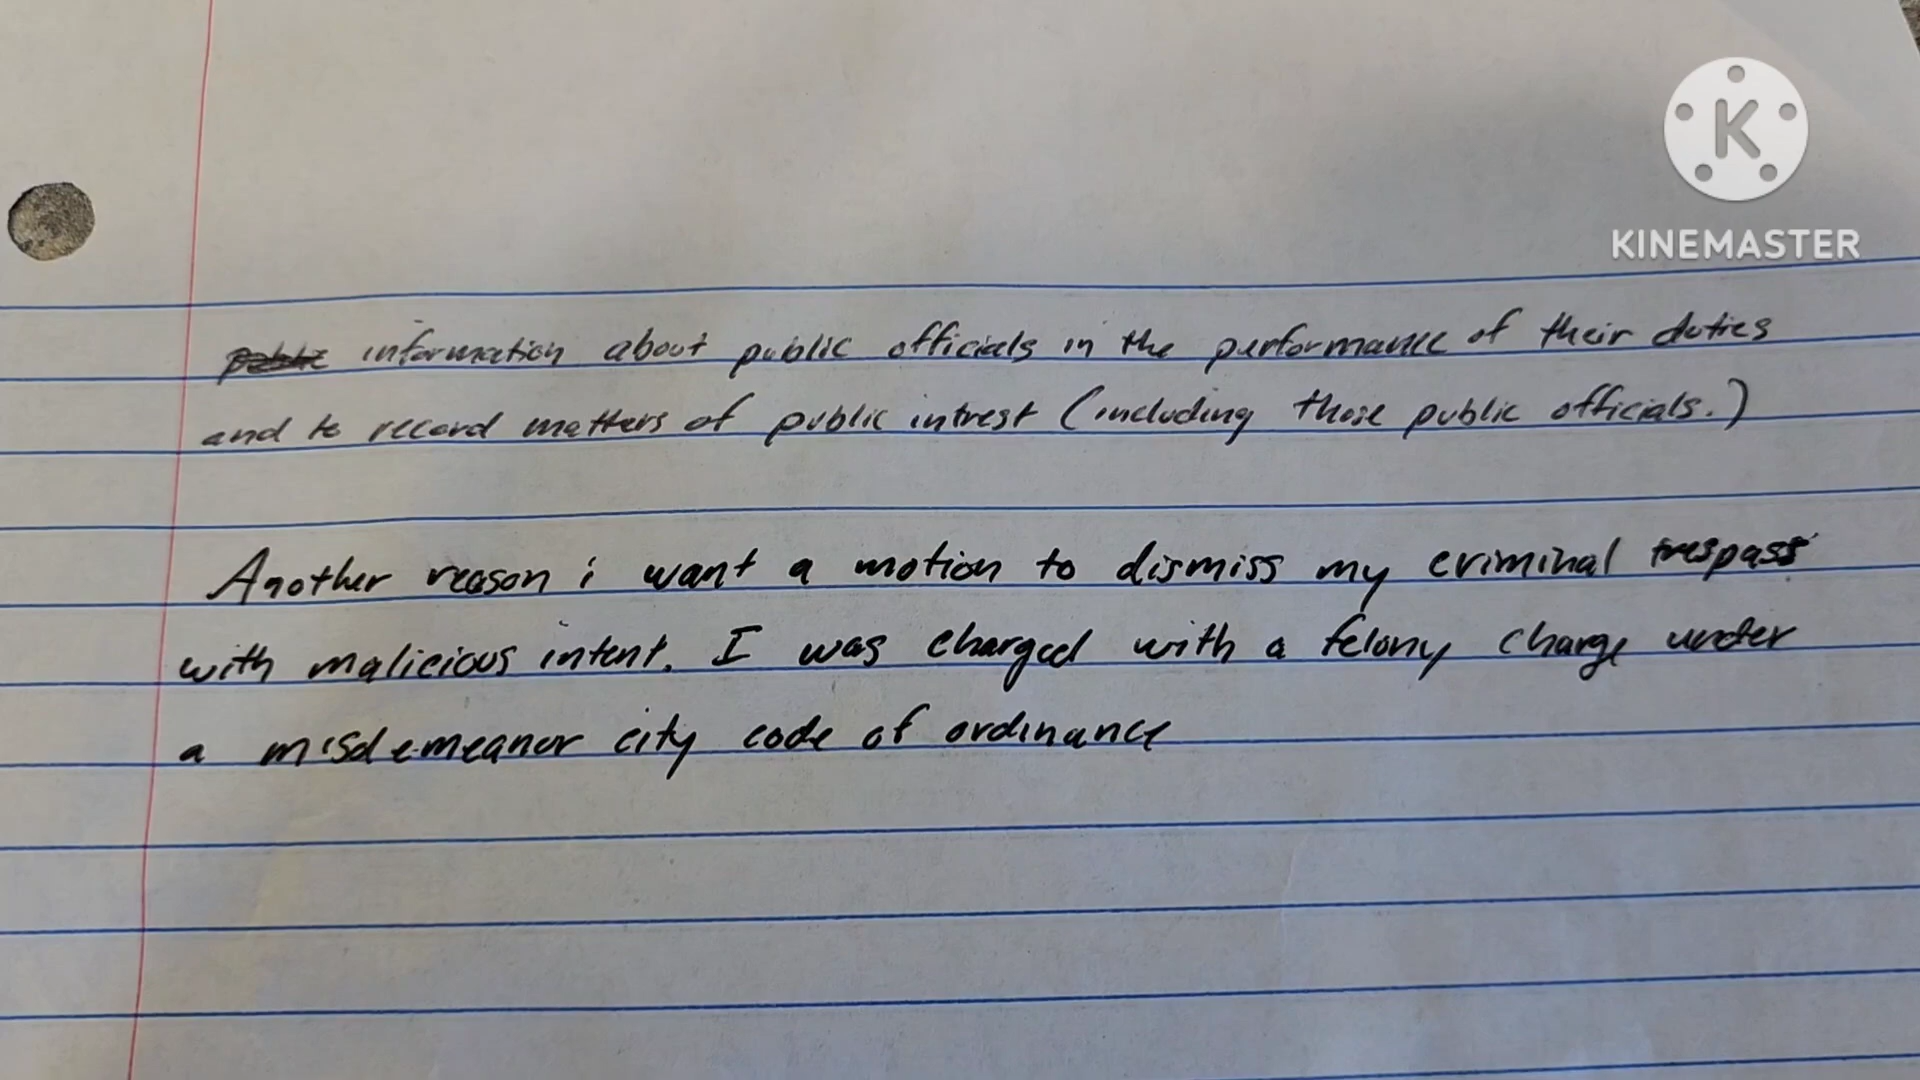 KINEMASTER
information about public officials in the performance of their duties
and to record matters of public intrest (including those public officials.)
Another reason i want a motion to dismiss my criminal trespass
with malicious intent. I was charged with a felony charge under
a misdemeanor city code of ordinance